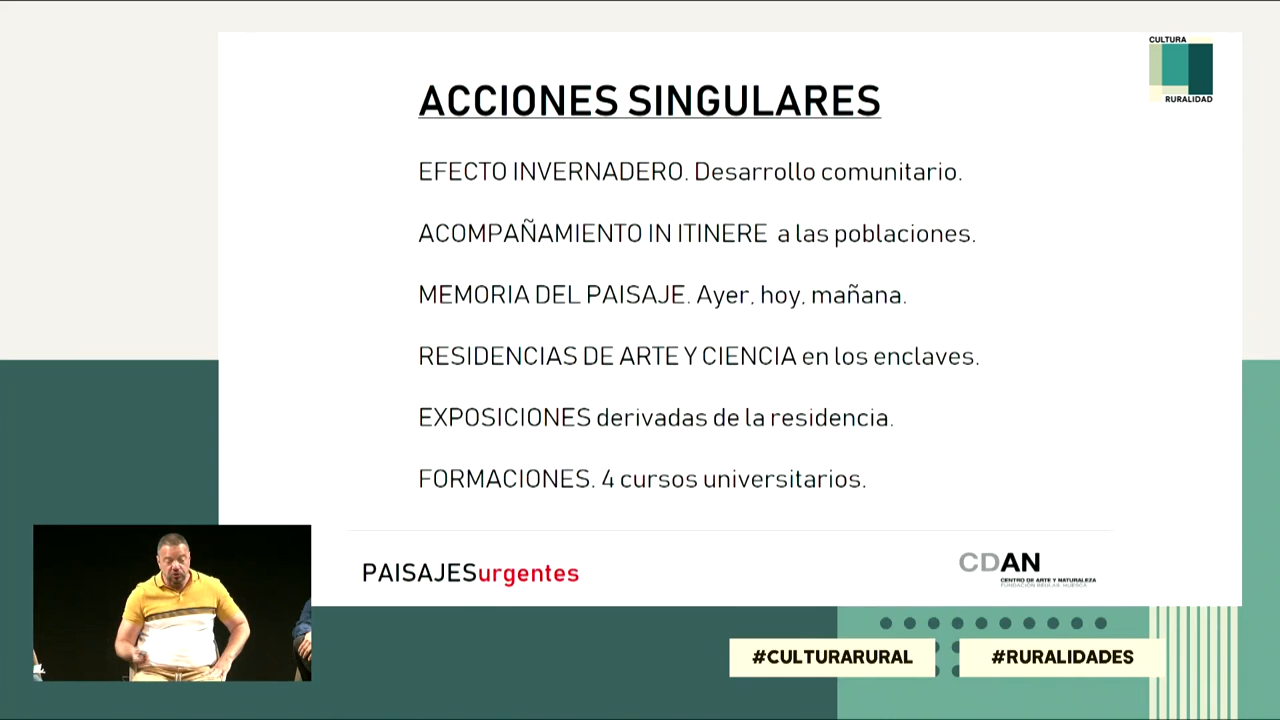 CULTURA
RURALIDAD
ACCIONES SINGULARES
EFECTO INVERNADERO. Desarrollo comunitario.
ACOMPAÑAMIENTO IN ITINERE a las poblaciones.
MEMORIA DEL PAISAJE. Ayer, hoy, mañana.
RESIDENCIAS DE ARTE Y CIENCIA en los enclaves.
EXPOSICIONES derivadas de la residencia.
FORMACIONES. 4 cursos universitarios.
PAISAJESurgentes
CDAN
CENTRO DE ARTE Y NATURALEZA
FUNDACIÓN BEULAS. HUESCA
#CULTURARURAL
#RURALIDADES